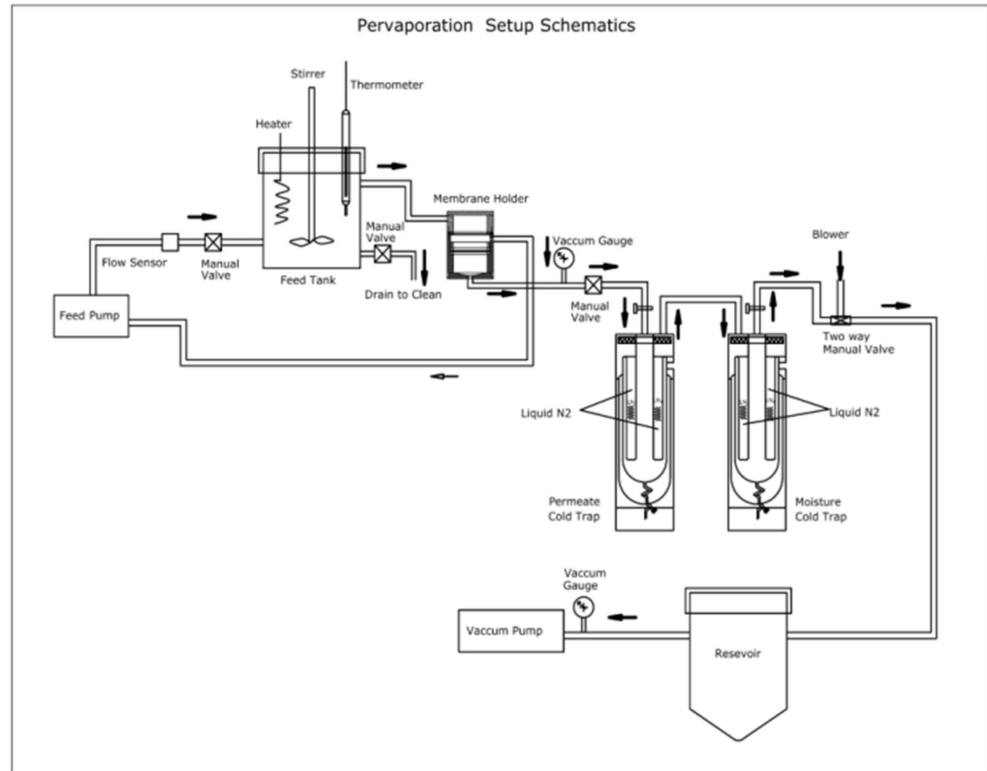 Pervaporation Setup Schematics
Stirrer
Thermometer
Heater
Membrane Holder
Manual
Valve
Vaccum Gauge
Blower
Flow Sensor
Manual
Valve
Feed Tank
Drain to Clean
Manual
Valve
Feed Pump
Two way
Manual Valve
Liquid N2
Liquid N2
Permeate
Cold Trap
Moisture
Cold Trap
Vaccum
Gauge
Vaccum Pump
Resevoir